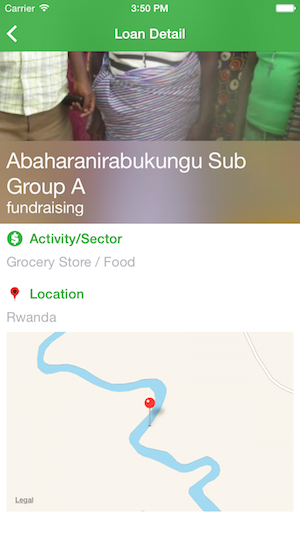 Carrier 3:50 PM
Loan Detail
Abaharanirabukungu Sub
Group A
fundraising
Activity/Sector
Grocery Store / Food
Location
Rwanda
Legal